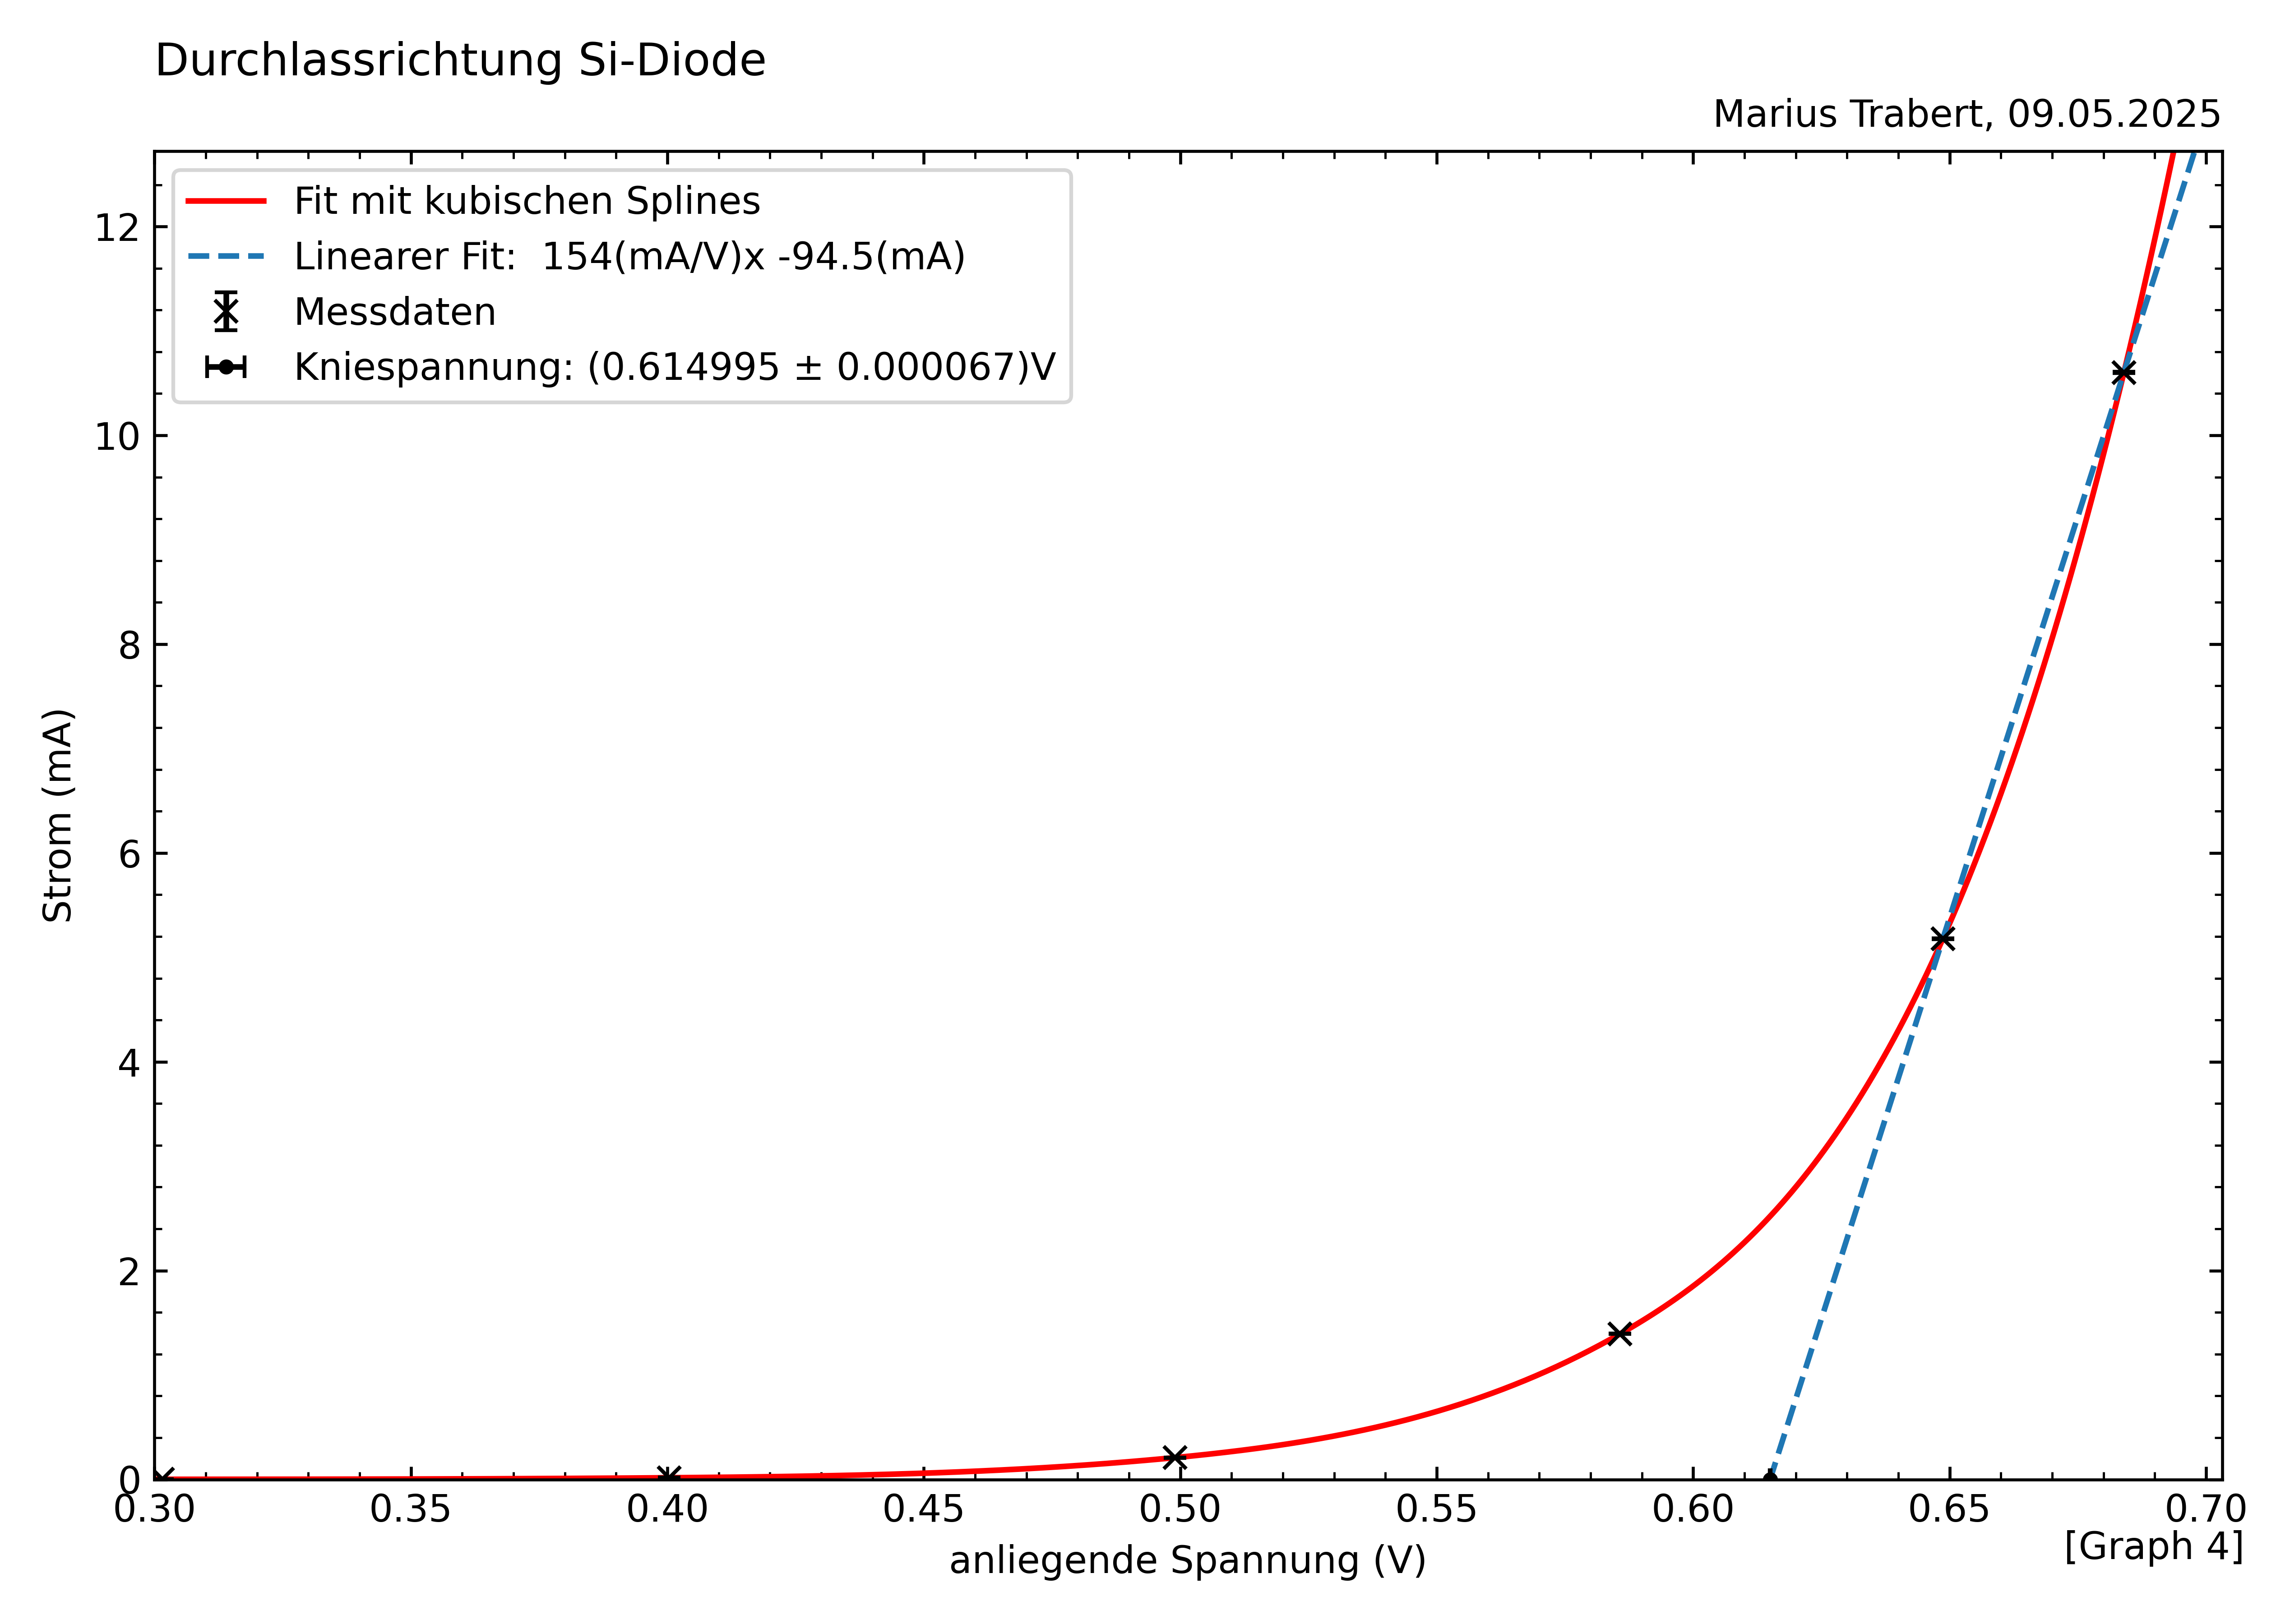 Durchlassrichtung Si-Diode
Marius Trabert, 09.05.2025
Fit mit kubischen Splines
Linearer Fit:  154(mA/V)x -94.5(mA)
Messdaten
Kniespannung: (0.614995 ± 0.000067)V
12
10
8
6
4
2
0
Strom (mA)
0.30 0.35 0.40 0.45 0.50 0.55 0.60 0.65 0.70
anliegende Spannung (V)
[Graph 4]